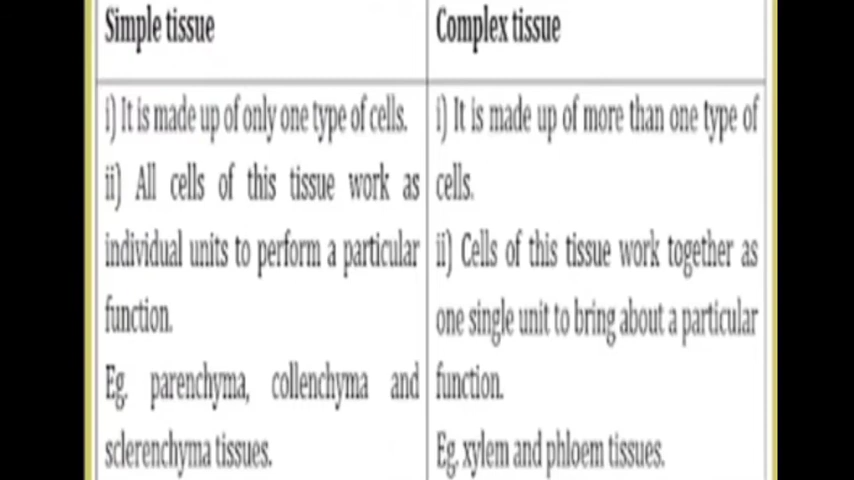 Simple tissue
i) It is made up of only one type of cells.
ii) All cells of this tissue work as
individual units to perform a particular
function.
Eg. parenchyma, collenchyma and
sclerenchyma tissues.
Complex tissue
i) It is made up of more than one type of
cells.
ii) Cells of this tissue work together as
one single unit to bring about a particular
function.
Eg. xylem and phloem tissues.